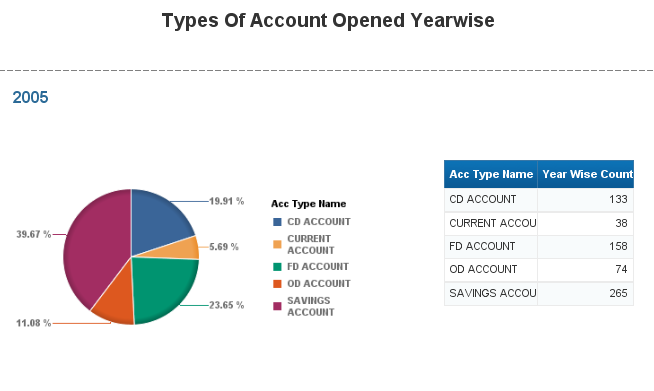 Types Of Account Opened Yearwise
2005
19.91 %
5.69 %
23.65 %
11.08 %
39.67 %
Acc Type Name
CD ACCOUNT
CURRENT
ACCOUNT
FD ACCOUNT
OD ACCOUNT
SAVINGS
ACCOUNT
Acc Type Name Year Wise Count
CD ACCOUNT 133
CURRENT ACCOU 38
FD ACCOUNT 158
OD ACCOUNT 74
SAVINGS ACCOU 265